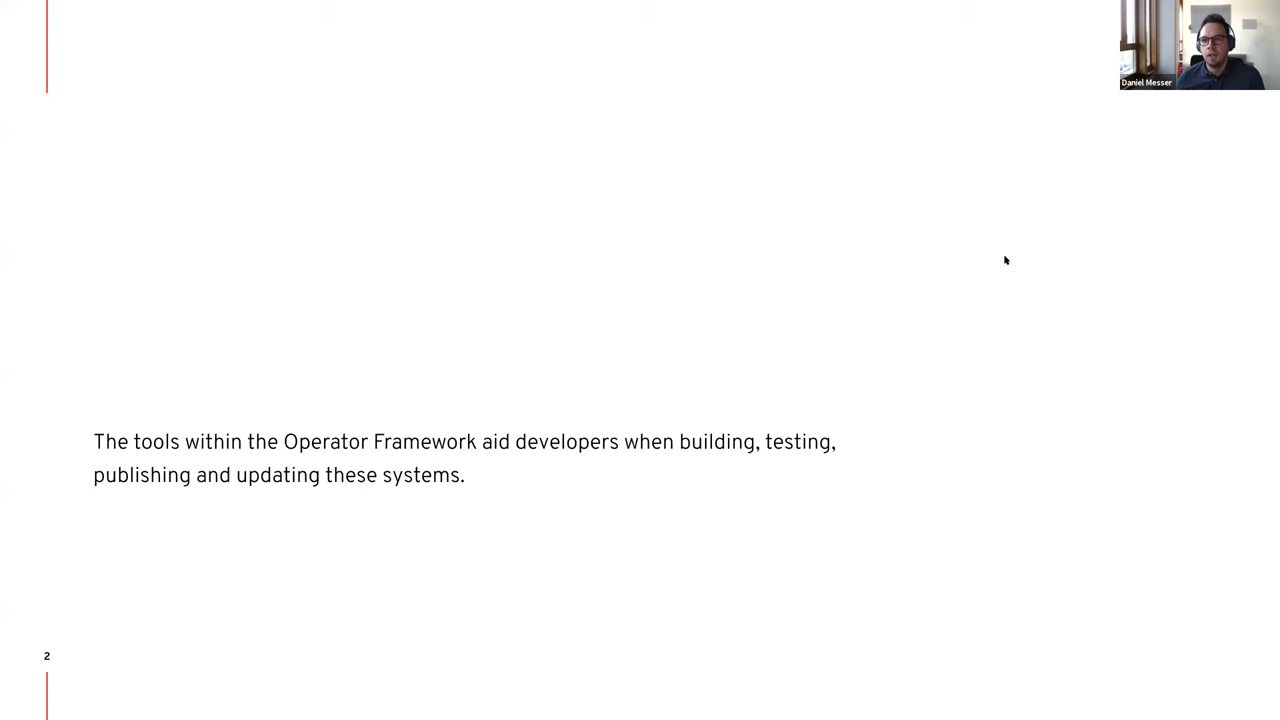 Daniel Messer
The tools within the Operator Framework aid developers when building, testing,
publishing and updating these systems.
2